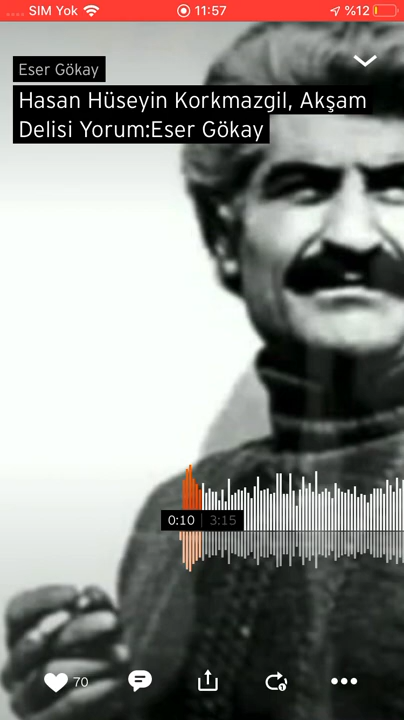 SIM Yok 11:57 %12
Eser Gökay
Hasan Hüseyin Korkmazgil, Akşam
Delisi Yorum:Eser Gökay
0:10 | 3:15
70
1